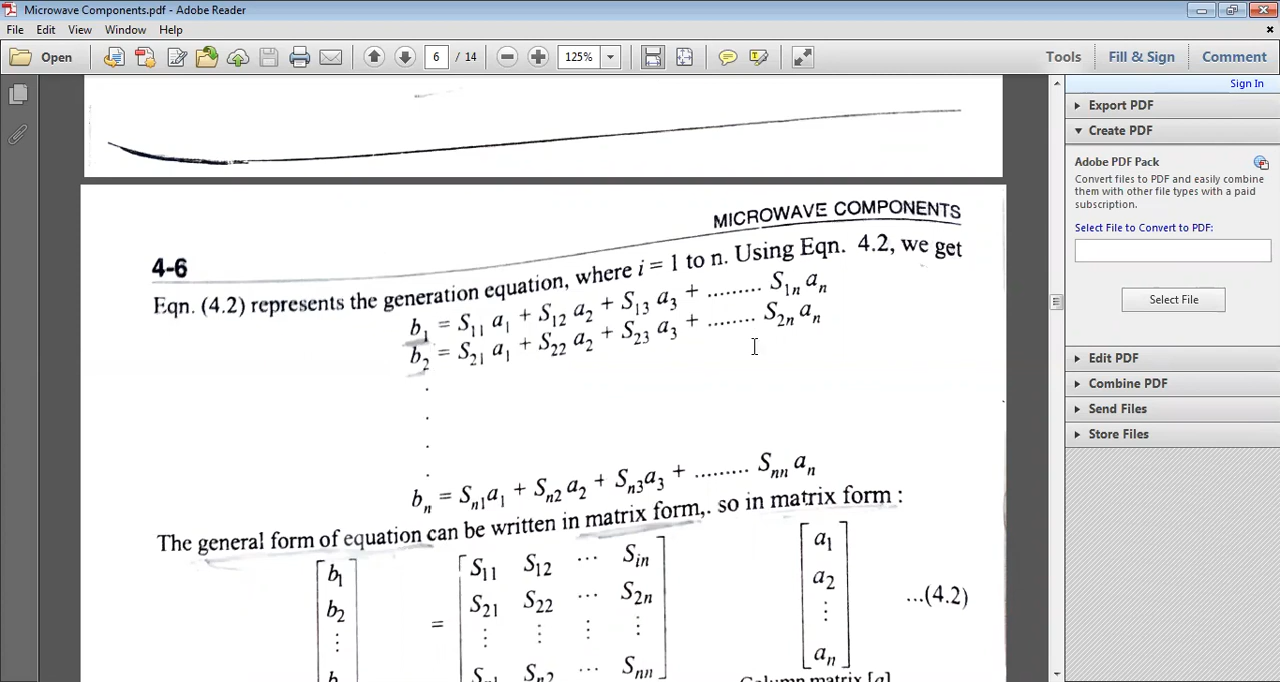 Microwave Components.pdf - Adobe Reader
File Edit View Window Help
Open 6 / 14 125% Tools Fill & Sign Comment
Sign In
Export PDF
Create PDF
Adobe PDF Pack
Convert files to PDF and easily combine
them with other file types with a paid
subscription.
Select File to Convert to PDF:
Select File
Edit PDF
Combine PDF
Send Files
Store Files
MICROWAVE COMPONENTS
4-6
Eqn. (4.2) represents the generation equation, where i = 1 to n. Using Eqn. 4.2, we get
b1 = S11 a1 + S12 a2 + S13 a3 + ......... S1n an
b2 = S21 a1 + S22 a2 + S23 a3 + ........ S2n an
.
.
.
.
bn = Sn1a1 + Sn2 a2 + Sn3a3 + ......... Snn an
The general form of equation can be written in matrix form,. so in matrix form :
b1 S11 S12 ... Sin a1
b2 = S21 S22 ... S2n a2 ...(4.2)
⋮ ⋮ ⋮ ⋮ ⋮ ⋮
b Sn1 Sn2 ... Snn an
Column matrix [a]